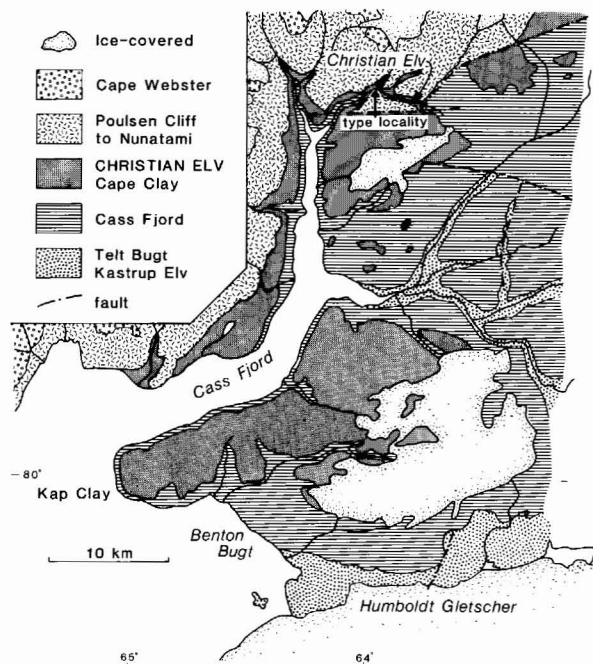 Ice-covered
Cape Webster
Poulsen Cliff
to Nunatami
CHRISTIAN ELV
Cape Clay
Cass Fjord
Telt Bugt
Kastrup Elv
fault
Christian Elv
type locality
Cass Fjord
– 80°
Kap Clay
10 km
Benton
Bugt
Humboldt Gletscher
65°
64°